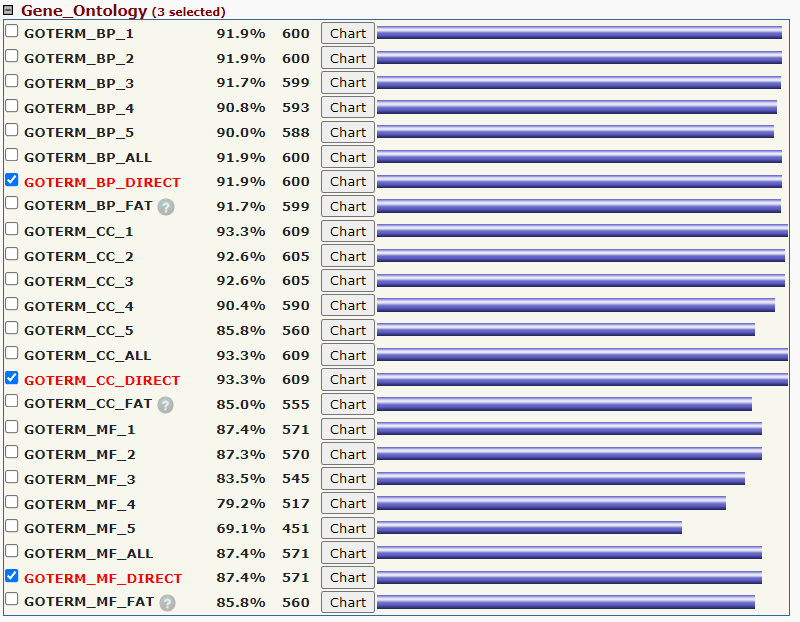 Gene_Ontology (3 selected)
GOTERM_BP_1 91.9% 600 Chart
GOTERM_BP_2 91.9% 600 Chart
GOTERM_BP_3 91.7% 599 Chart
GOTERM_BP_4 90.8% 593 Chart
GOTERM_BP_5 90.0% 588 Chart
GOTERM_BP_ALL 91.9% 600 Chart
GOTERM_BP_DIRECT 91.9% 600 Chart
GOTERM_BP_FAT ? 91.7% 599 Chart
GOTERM_CC_1 93.3% 609 Chart
GOTERM_CC_2 92.6% 605 Chart
GOTERM_CC_3 92.6% 605 Chart
GOTERM_CC_4 90.4% 590 Chart
GOTERM_CC_5 85.8% 560 Chart
GOTERM_CC_ALL 93.3% 609 Chart
GOTERM_CC_DIRECT 93.3% 609 Chart
GOTERM_CC_FAT ? 85.0% 555 Chart
GOTERM_MF_1 87.4% 571 Chart
GOTERM_MF_2 87.3% 570 Chart
GOTERM_MF_3 83.5% 545 Chart
GOTERM_MF_4 79.2% 517 Chart
GOTERM_MF_5 69.1% 451 Chart
GOTERM_MF_ALL 87.4% 571 Chart
GOTERM_MF_DIRECT 87.4% 571 Chart
GOTERM_MF_FAT ? 85.8% 560 Chart